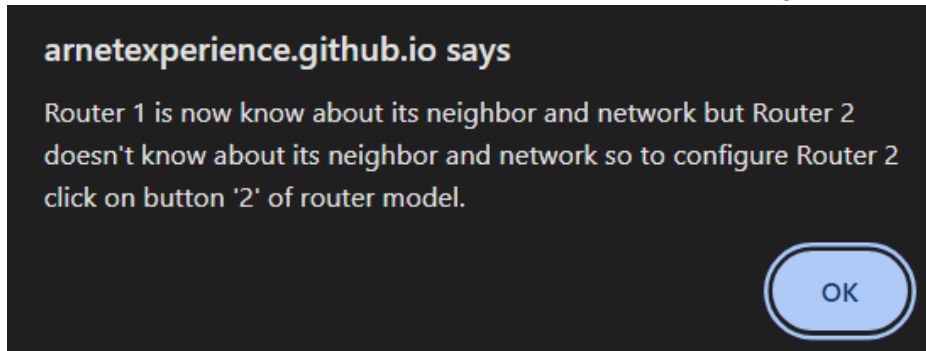 arnetexperience.github.io says
Router 1 is now know about its neighbor and network but Router 2
doesn't know about its neighbor and network so to configure Router 2
click on button '2' of router model.
OK